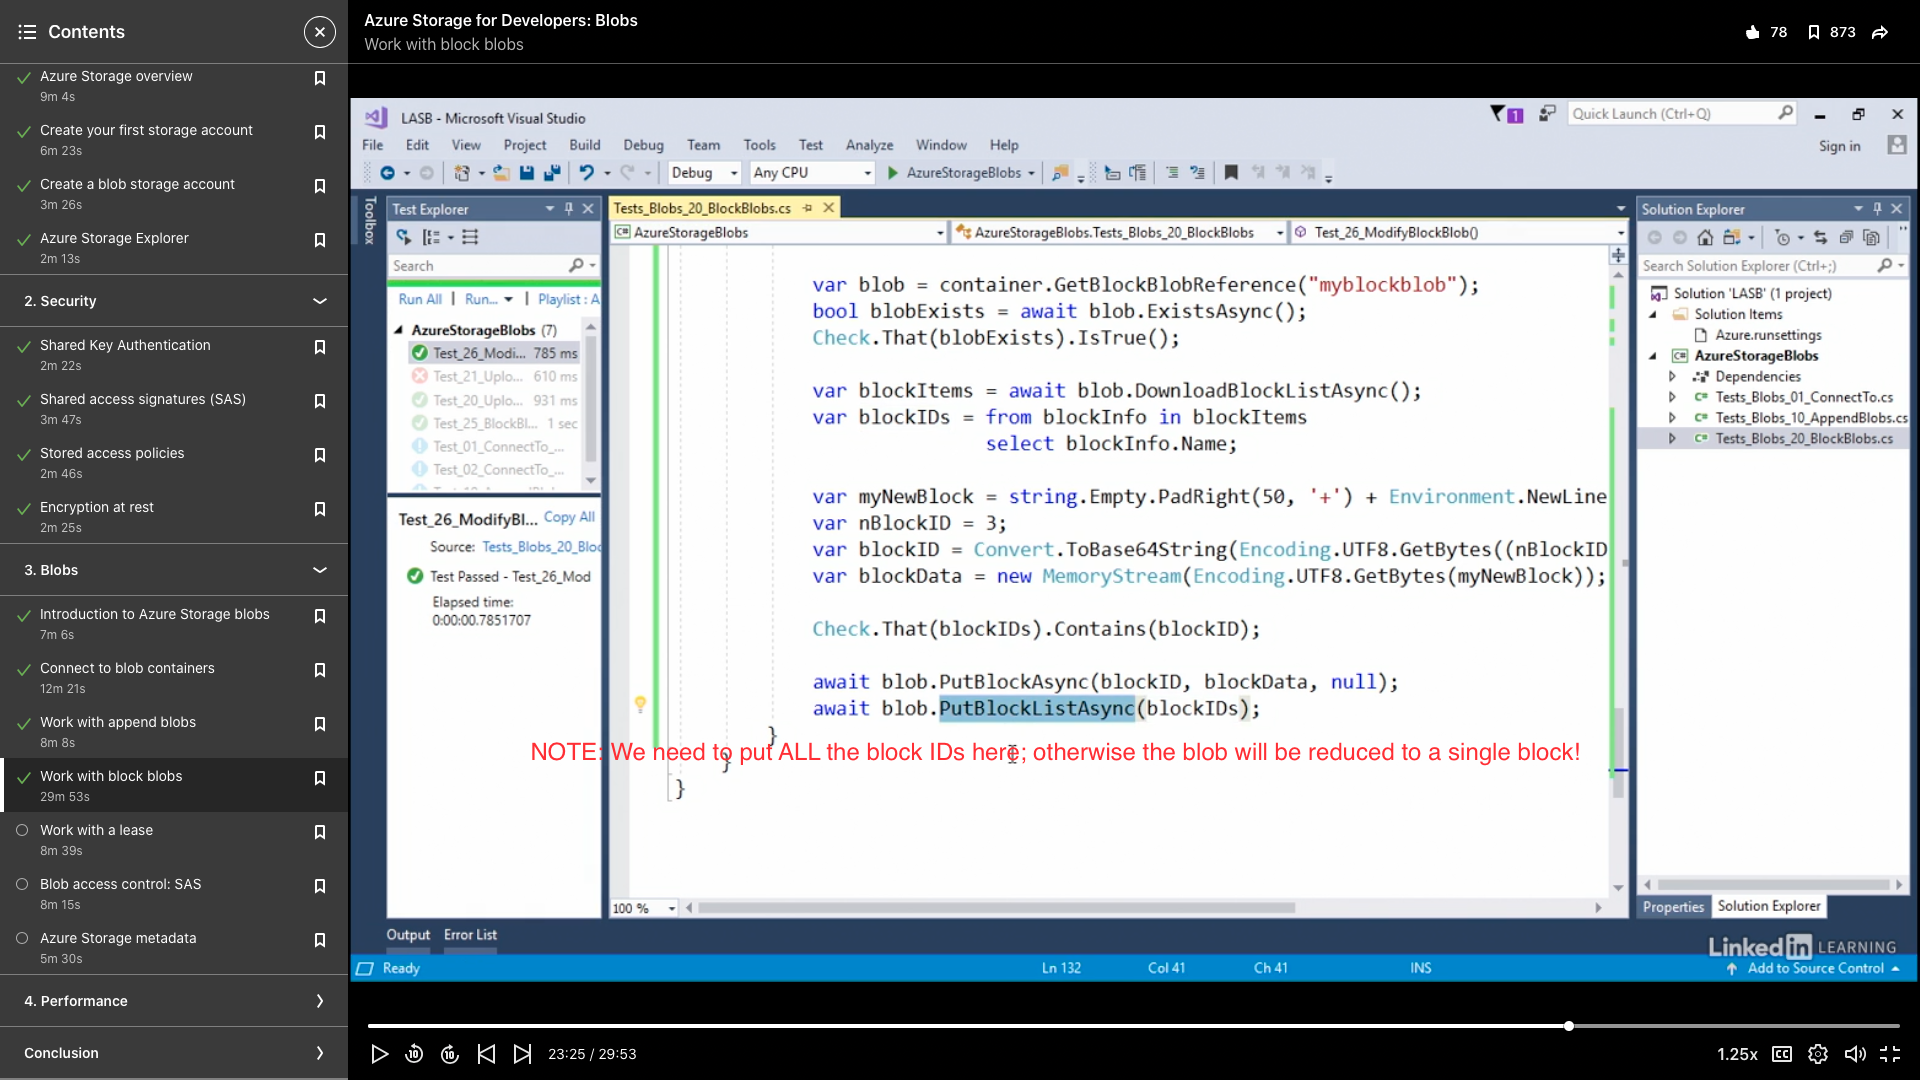 Contents
Azure Storage overview
9m 4s
Create your first storage account
6m 23s
Create a blob storage account
3m 26s
Azure Storage Explorer
2m 13s
2. Security
Shared Key Authentication
2m 22s
Shared access signatures (SAS)
3m 47s
Stored access policies
2m 46s
Encryption at rest
2m 25s
3. Blobs
Introduction to Azure Storage blobs
7m 6s
Connect to blob containers
12m 21s
Work with append blobs
8m 8s
Work with block blobs
29m 53s
Work with a lease
8m 39s
Blob access control: SAS
8m 15s
Azure Storage metadata
5m 30s
4. Performance
Conclusion
Azure Storage for Developers: Blobs
Work with block blobs
78
873
LASB - Microsoft Visual Studio
1
Quick Launch (Ctrl+Q)
File Edit View Project Build Debug Team Tools Test Analyze Window Help
Sign in
Debug Any CPU AzureStorageBlobs
Toolbox
Test Explorer
Search
Run All | Run... | Playlist : A
AzureStorageBlobs (7)
Test_26_Modi... 785 ms
Test_21_Uplo... 610 ms
Test_20_Uplo... 931 ms
Test_25_BlockBl... 1 sec
Test_01_ConnectTo_...
Test_02_ConnectTo_...
Test_26_ModifyBl... Copy All
Source: Tests_Blobs_20_Bloc
Test Passed - Test_26_Mod
Elapsed time:
0:00:00.7851707
Tests_Blobs_20_BlockBlobs.cs
AzureStorageBlobs AzureStorageBlobs.Tests_Blobs_20_BlockBlobs Test_26_ModifyBlockBlob()
var blob = container.GetBlockBlobReference("myblockblob");
bool blobExists = await blob.ExistsAsync();
Check.That(blobExists).IsTrue();
var blockItems = await blob.DownloadBlockListAsync();
var blockIDs = from blockInfo in blockItems
select blockInfo.Name;
var myNewBlock = string.Empty.PadRight(50, '+') + Environment.NewLine
var nBlockID = 3;
var blockID = Convert.ToBase64String(Encoding.UTF8.GetBytes((nBlockID
var blockData = new MemoryStream(Encoding.UTF8.GetBytes(myNewBlock));
Check.That(blockIDs).Contains(blockID);
await blob.PutBlockAsync(blockID, blockData, null);
await blob.PutBlockListAsync(blockIDs);
}
NOTE: We need to put ALL the block IDs here; otherwise the blob will be reduced to a single block!
}
}
100 %
Solution Explorer
Search Solution Explorer (Ctrl+;)
Solution 'LASB' (1 project)
Solution Items
Azure.runsettings
AzureStorageBlobs
Dependencies
Tests_Blobs_01_ConnectTo.cs
Tests_Blobs_10_AppendBlobs.cs
Tests_Blobs_20_BlockBlobs.cs
Properties Solution Explorer
Output Error List
Linked in LEARNING
Ready Ln 132 Col 41 Ch 41 INS Add to Source Control
10 10 23:25 / 29:53 1.25x CC